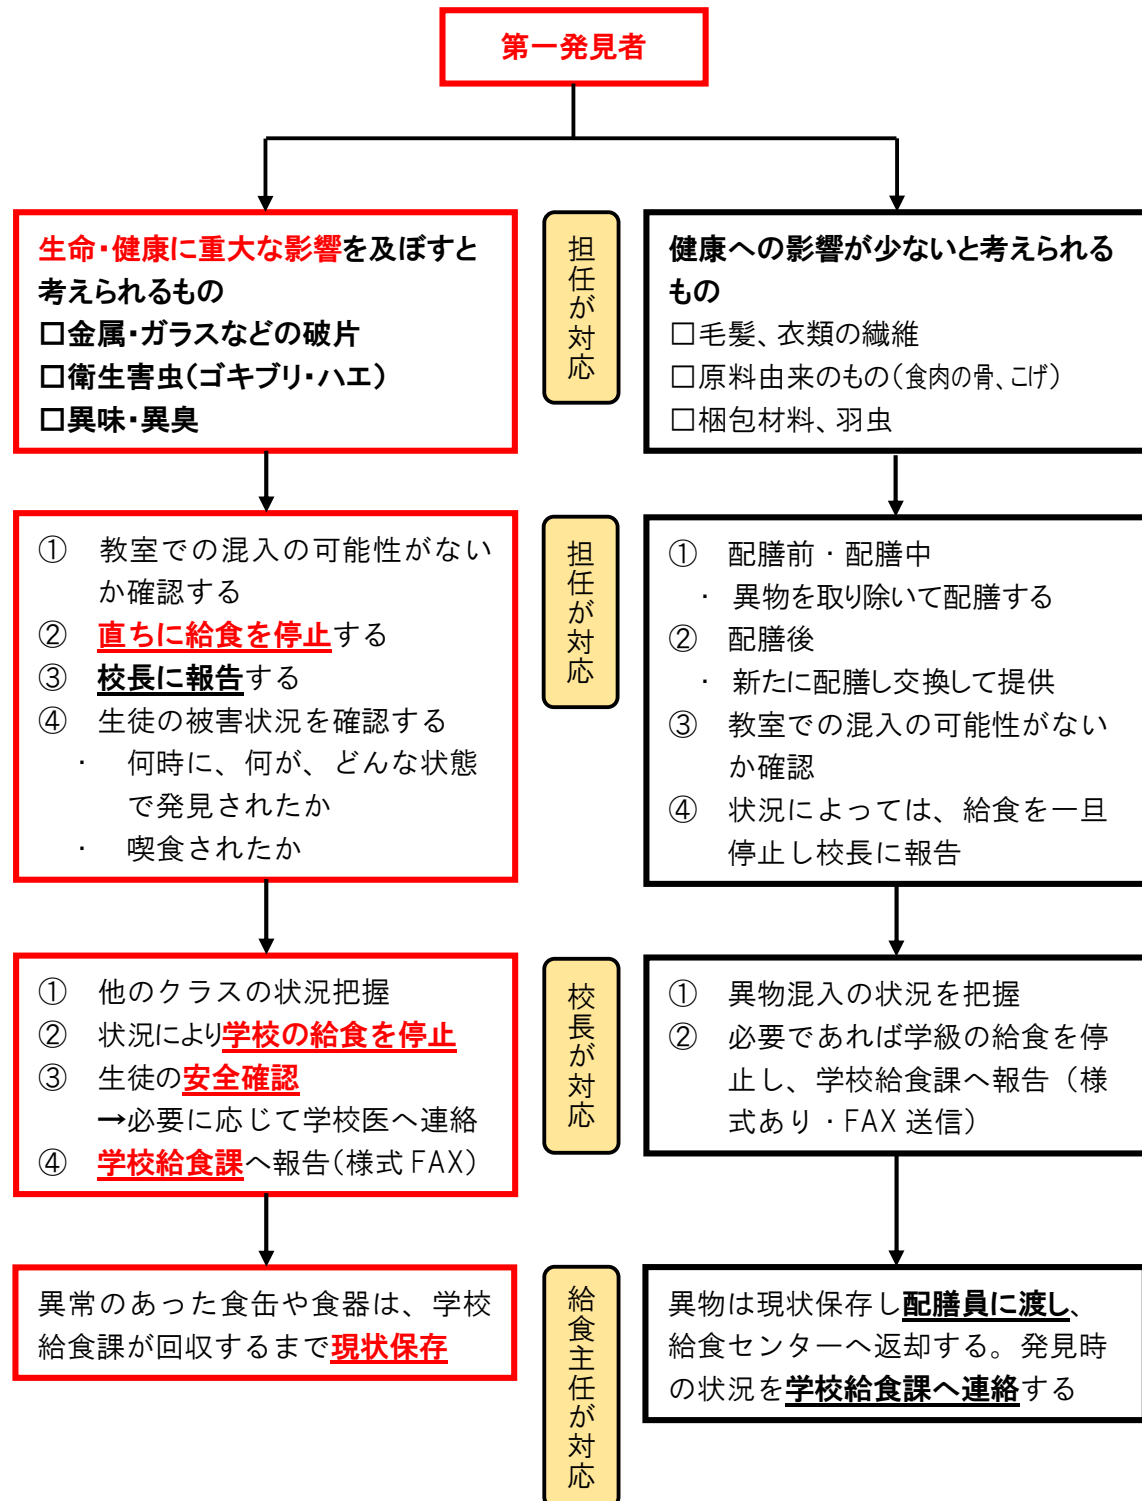 第一発見者
生命・健康に重大な影響を及ぼすと
考えられるもの
□金属・ガラスなどの破片
□衛生害虫(ゴキブリ・ハエ)
□異味・異臭
担任が対応
健康への影響が少ないと考えられる
もの
□毛髪、衣類の繊維
□原料由来のもの(食肉の骨、こげ)
□梱包材料、羽虫
① 教室での混入の可能性がない
か確認する
② 直ちに給食を停止する
③ 校長に報告する
④ 生徒の被害状況を確認する
・ 何時に、何が、どんな状態
で発見されたか
・ 喫食されたか
担任が対応
① 配膳前・配膳中
・ 異物を取り除いて配膳する
② 配膳後
・ 新たに配膳し交換して提供
③ 教室での混入の可能性がない
か確認
④ 状況によっては、給食を一旦
停止し校長に報告
① 他のクラスの状況把握
② 状況により学校の給食を停止
③ 生徒の安全確認
→必要に応じて学校医へ連絡
④ 学校給食課へ報告(様式FAX)
校長が対応
① 異物混入の状況を把握
② 必要であれば学級の給食を停
止し、学校給食課へ報告(様
式あり・FAX送信)
異常のあった食缶や食器は、学校
給食課が回収するまで現状保存
給食主任が対応
異物は現状保存し配膳員に渡し、
給食センターへ返却する。発見時
の状況を学校給食課へ連絡する